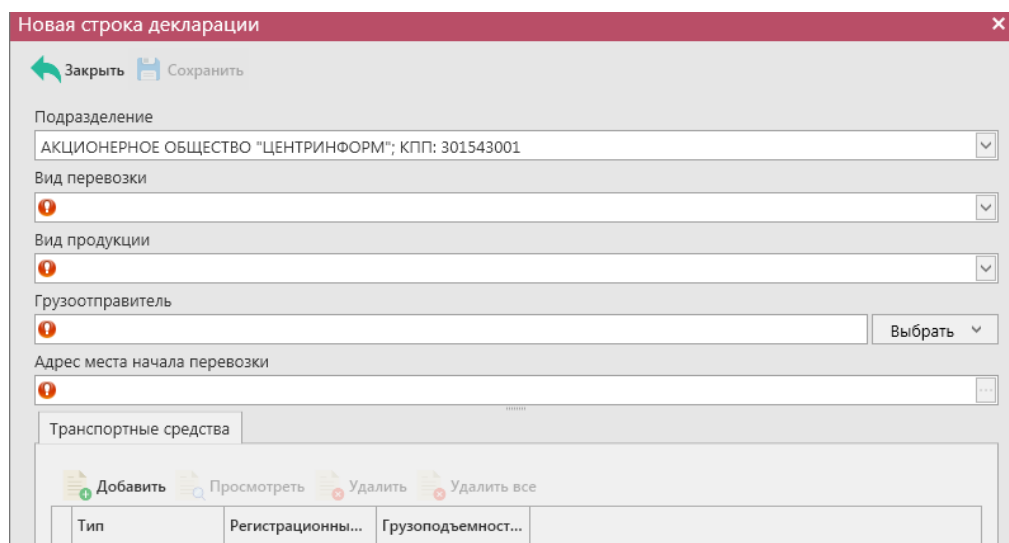 Новая строка декларации
Закрыть Сохранить
Подразделение
АКЦИОНЕРНОЕ ОБЩЕСТВО "ЦЕНТРИНФОРМ"; КПП: 301543001
Вид перевозки
Вид продукции
Грузоотправитель
Выбрать
Адрес места начала перевозки
Транспортные средства
Добавить Просмотреть Удалить Удалить все
Тип Регистрационны... Грузоподъемност...